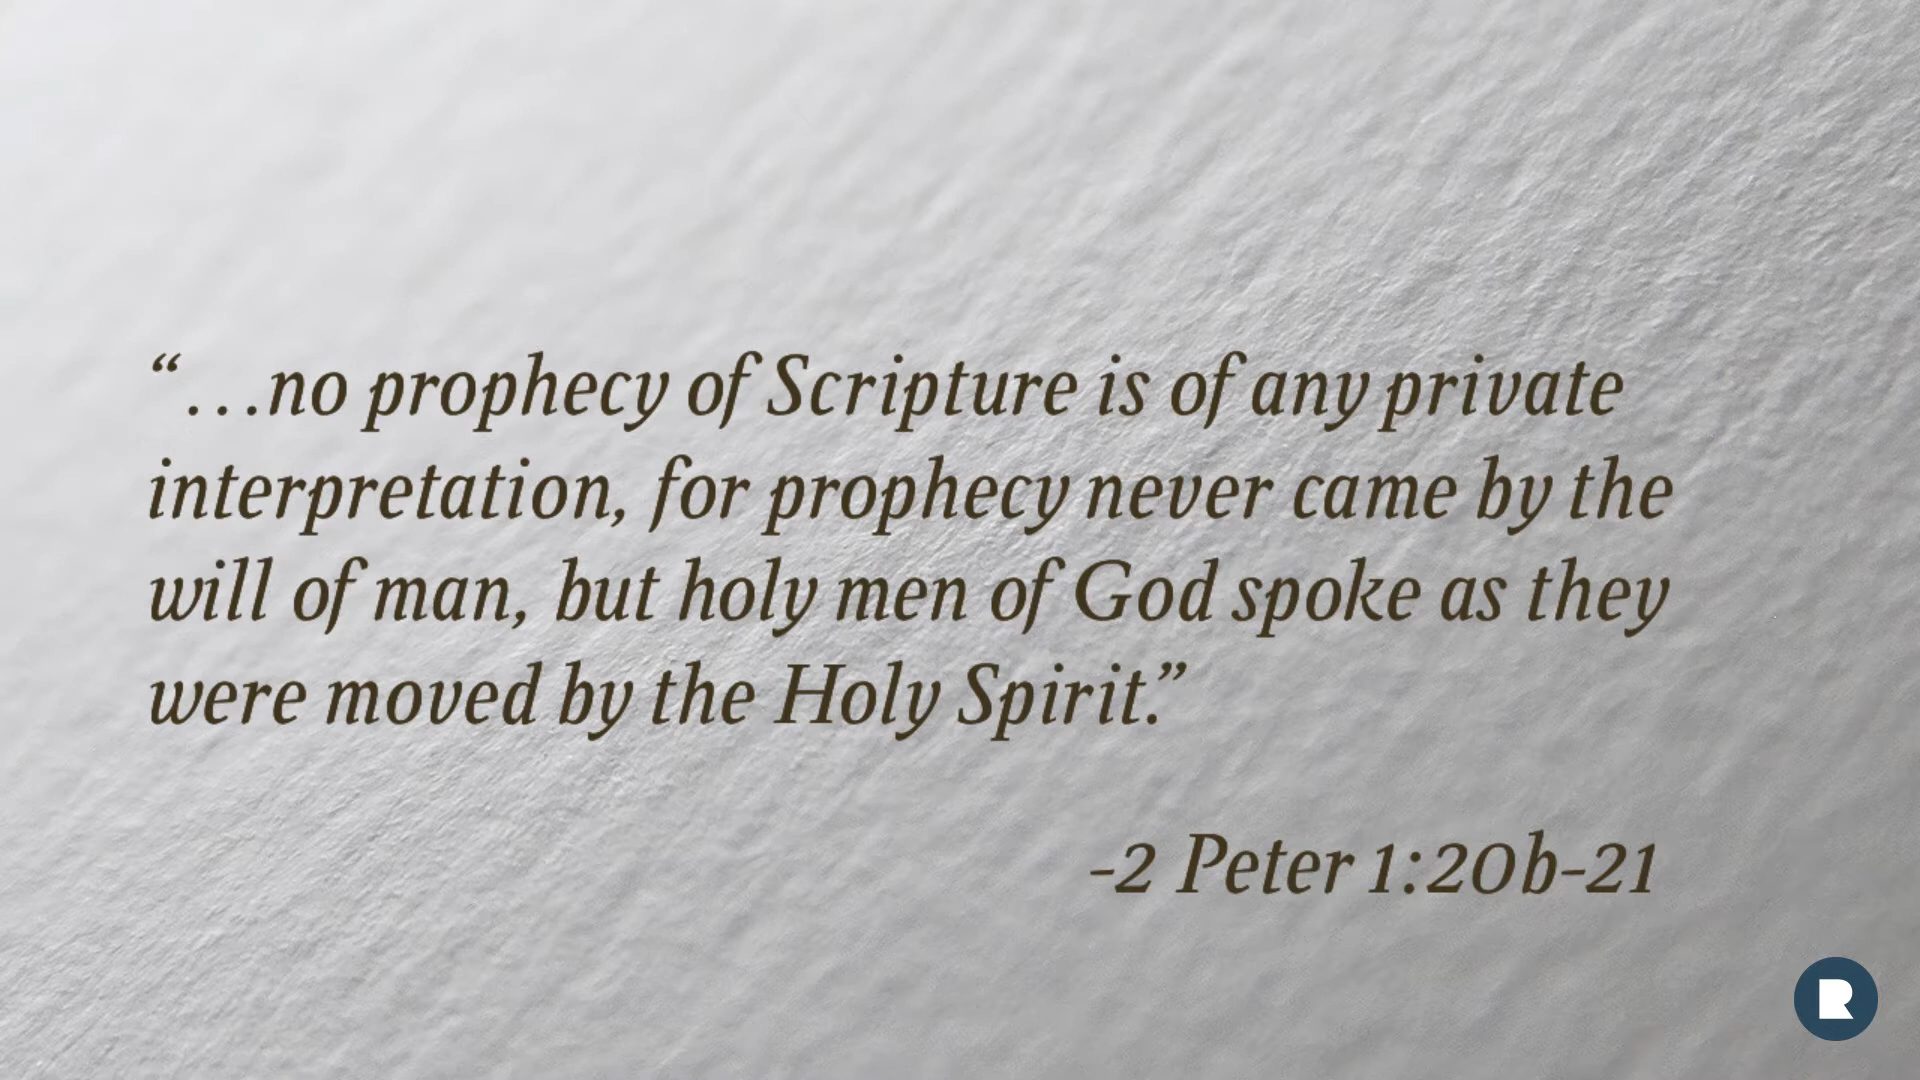 “…no prophecy of Scripture is of any private
interpretation, for prophecy never came by the
will of man, but holy men of God spoke as they
were moved by the Holy Spirit.”
-2 Peter 1:20b-21
R